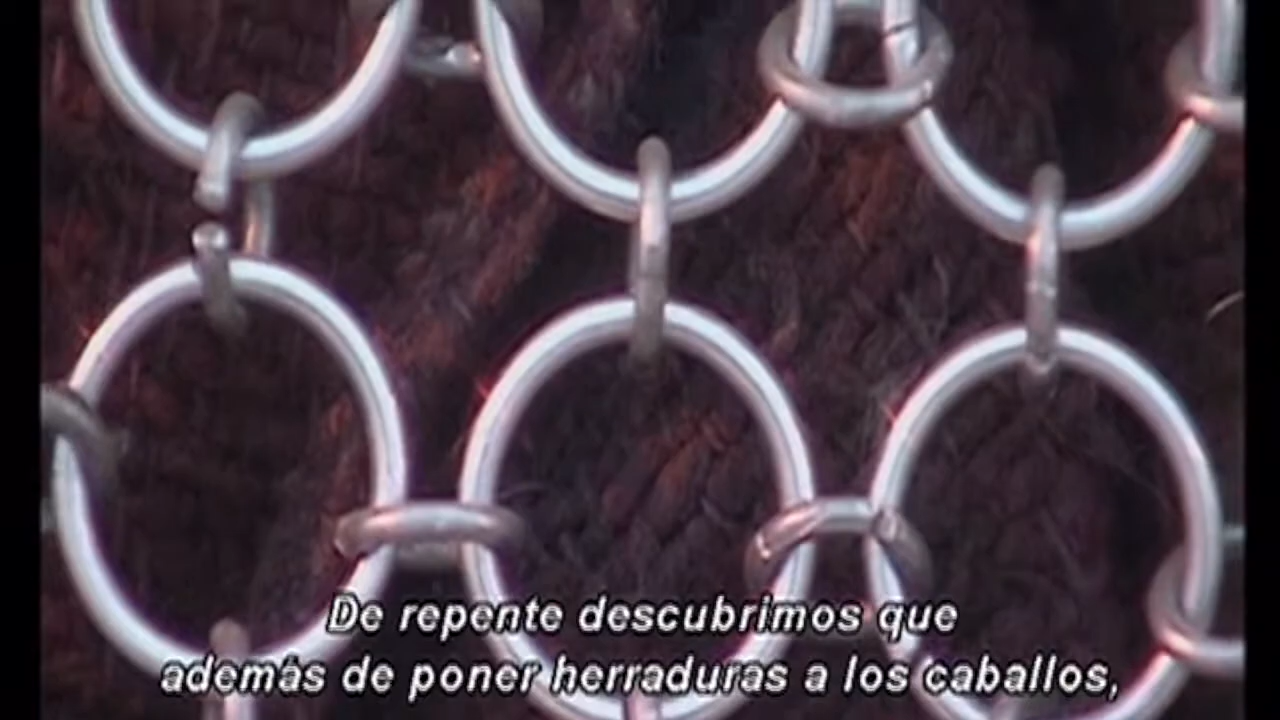 De repente descubrimos que
además de poner herraduras a los caballos,